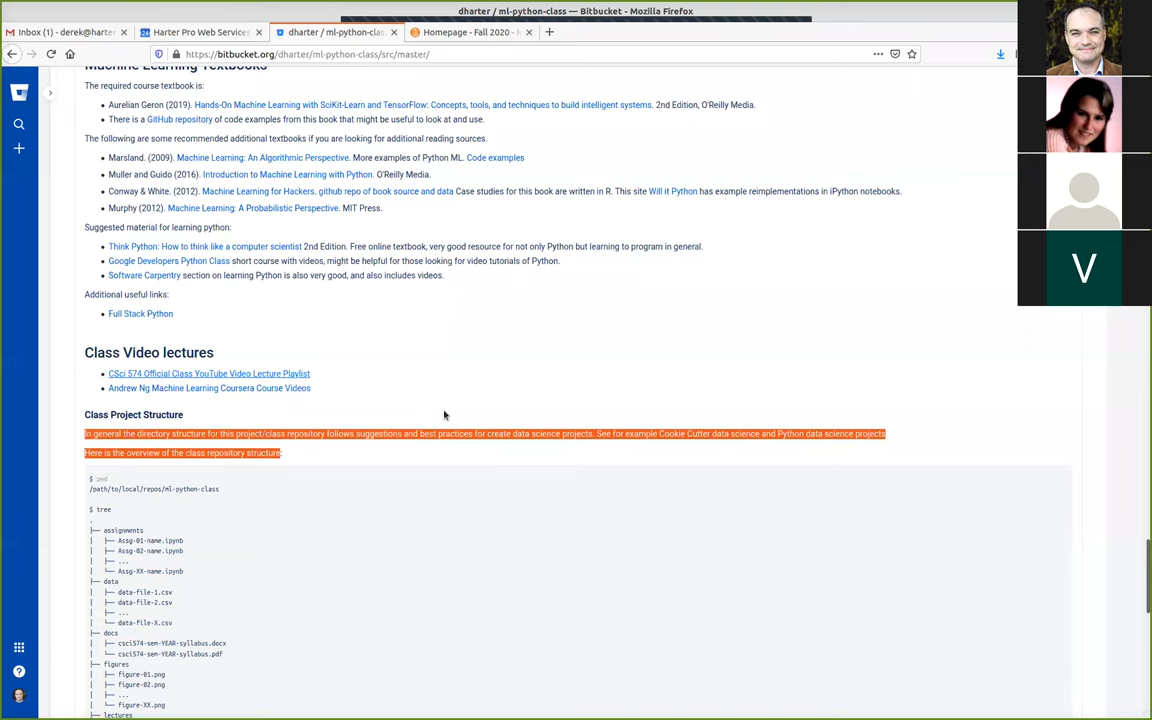 dharter / ml-python-class — Bitbucket - Mozilla Firefox
Inbox (1) - derek@harter
Harter Pro Web Service
dharter / ml-python-class
Homepage - Fall 2020 -
https://bitbucket.org/dharter/ml-python-class/src/master/
Machine Learning Textbooks
The required course textbook is:
Aurelian Geron (2019). Hands-On Machine Learning with SciKit-Learn and TensorFlow: Concepts, tools, and techniques to build intelligent systems. 2nd Edition, O'Reilly Media.
There is a GitHub repository of code examples from this book that might be useful to look at and use.
The following are some recommended additional textbooks if you are looking for additional reading sources.
Marsland. (2009). Machine Learning: An Algorithmic Perspective. More examples of Python ML. Code examples
Muller and Guido (2016). Introduction to Machine Learning with Python. O'Reilly Media.
Conway & White. (2012). Machine Learning for Hackers. github repo of book source and data Case studies for this book are written in R. This site Will it Python has example reimplementations in iPython notebooks.
Murphy (2012). Machine Learning: A Probabilistic Perspective. MIT Press.
Suggested material for learning python:
Think Python: How to think like a computer scientist 2nd Edition. Free online textbook, very good resource for not only Python but learning to program in general.
Google Developers Python Class short course with videos, might be helpful for those looking for video tutorials of Python.
Software Carpentry section on learning Python is also very good, and also includes videos.
Additional useful links:
Full Stack Python
Class Video lectures
CSci 574 Official Class YouTube Video Lecture Playlist
Andrew Ng Machine Learning Coursera Course Videos
Class Project Structure
In general the directory structure for this project/class repository follows suggestions and best practices for create data science projects. See for example Cookie Cutter data science and Python data science projects
Here is the overview of the class repository structure:
$ pwd
/path/to/local/repos/ml-python-class
$ tree
.
├── assignments
│   ├── Assg-01-name.ipynb
│   ├── Assg-02-name.ipynb
│   ├── ...
│   └── Assg-XX-name.ipynb
├── data
│   ├── data-file-1.csv
│   ├── data-file-2.csv
│   ├── ...
│   └── data-file-X.csv
├── docs
│   ├── csci574-sem-YEAR-syllabus.docx
│   └── csci574-sem-YEAR-syllabus.pdf
├── figures
│   ├── figure-01.png
│   ├── figure-02.png
│   ├── ...
│   └── figure-XX.png
├── lectures
V